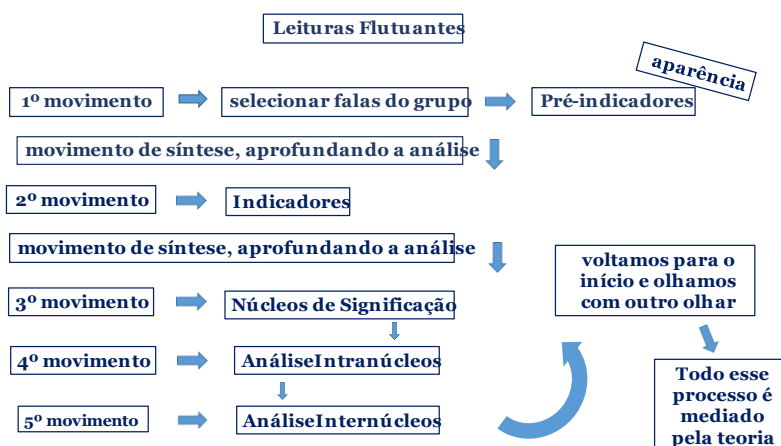 Leituras Flutuantes
aparência
1º movimento
selecionar falas do grupo
Pré-indicadores
movimento de síntese, aprofundando a análise
2º movimento
Indicadores
movimento de síntese, aprofundando a análise
3º movimento
Núcleos de Significação
4º movimento
AnáliseIntranúcleos
5º movimento
AnáliseInternúcleos
voltamos para o
início e olhamos
com outro olhar
Todo esse
processo é
mediado
pela teoria